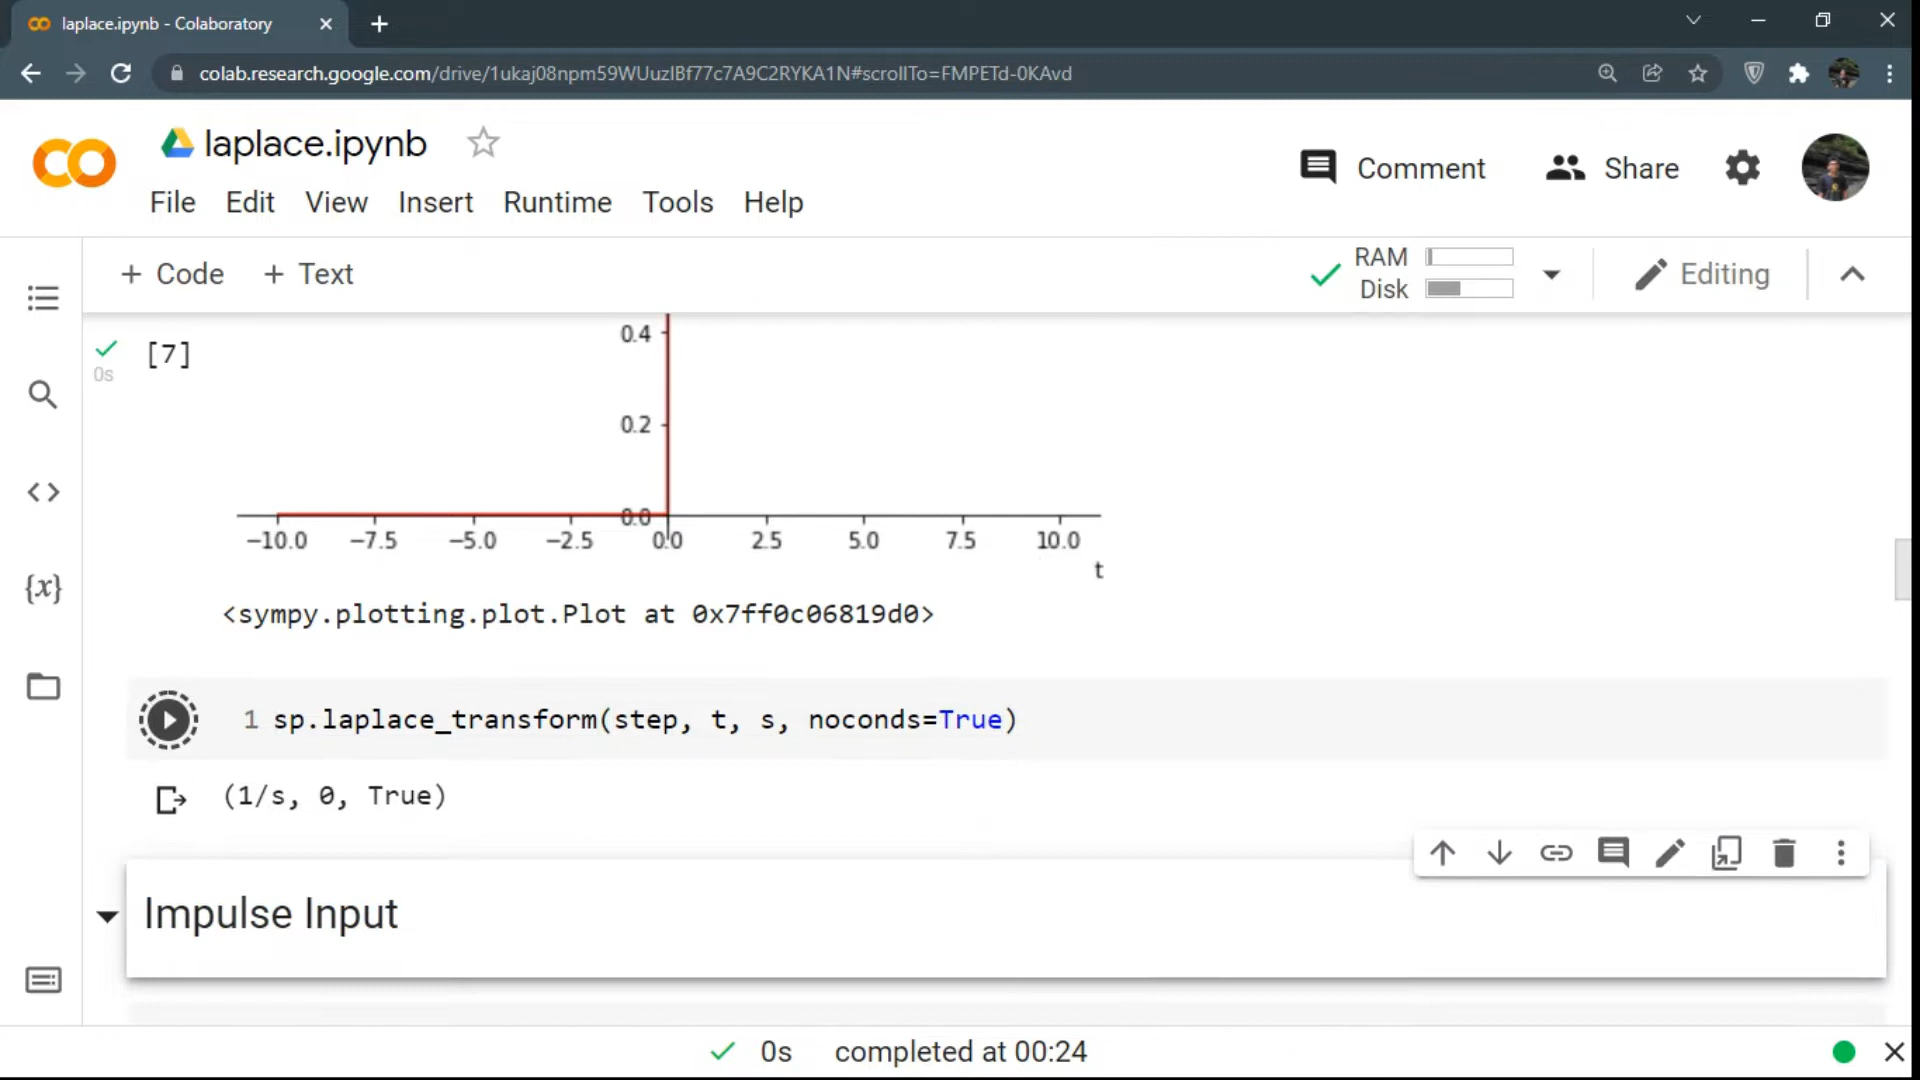 laplace.ipynb - Colaboratory
colab.research.google.com/drive/1ukaj08npm59WUuzIBf77c7A9C2RYKA1N#scrollTo=FMPETd-0KAvd
laplace.ipynb
Comment
Share
File Edit View Insert Runtime Tools Help
+ Code + Text
RAM
Disk
Editing
[7]
0s
0.4
0.2
0.0
−10.0 −7.5 −5.0 −2.5 0.0 2.5 5.0 7.5 10.0
t
<sympy.plotting.plot.Plot at 0x7ff0c06819d0>
1 sp.laplace_transform(step, t, s, noconds=True)
(1/s, 0, True)
Impulse Input
0s completed at 00:24